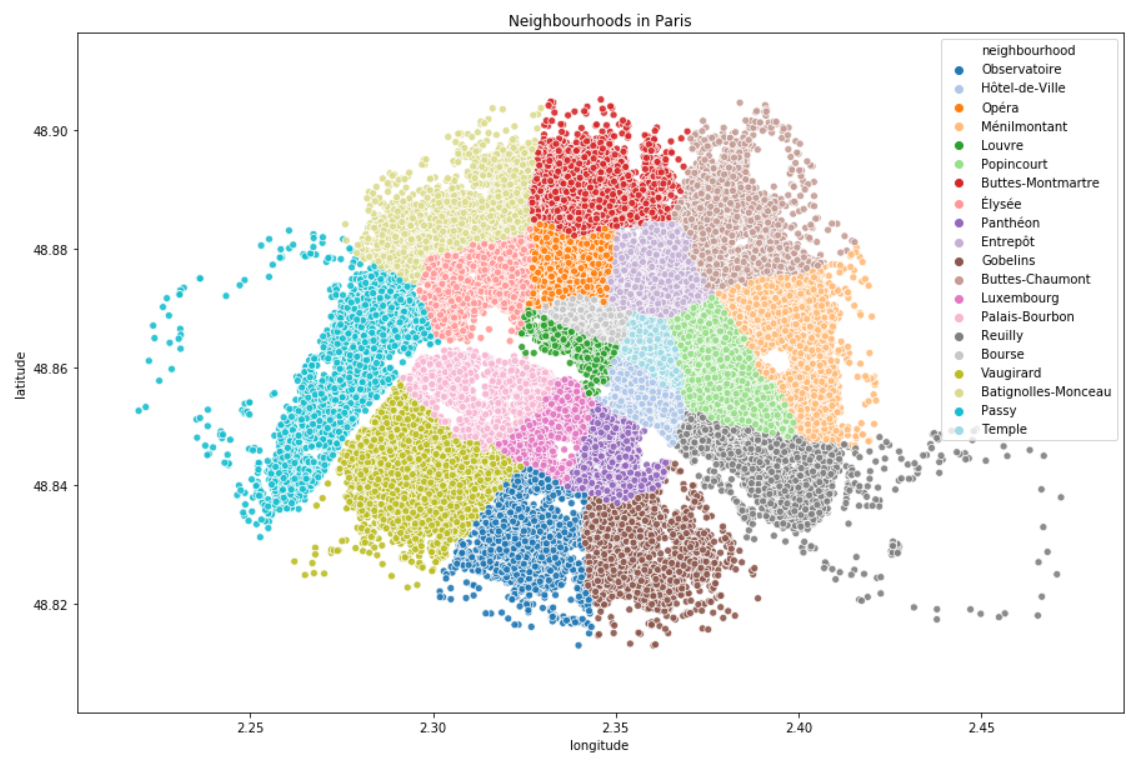 Neighbourhoods in Paris
neighbourhood
Observatoire
Hôtel-de-Ville
Opéra
Ménilmontant
Louvre
Popincourt
Buttes-Montmartre
Élysée
Panthéon
Entrepôt
Gobelins
Buttes-Chaumont
Luxembourg
Palais-Bourbon
Reuilly
Bourse
Vaugirard
Batignolles-Monceau
Passy
Temple
48.90
48.88
48.86
48.84
48.82
latitude
2.25 2.30 2.35 2.40 2.45
longitude